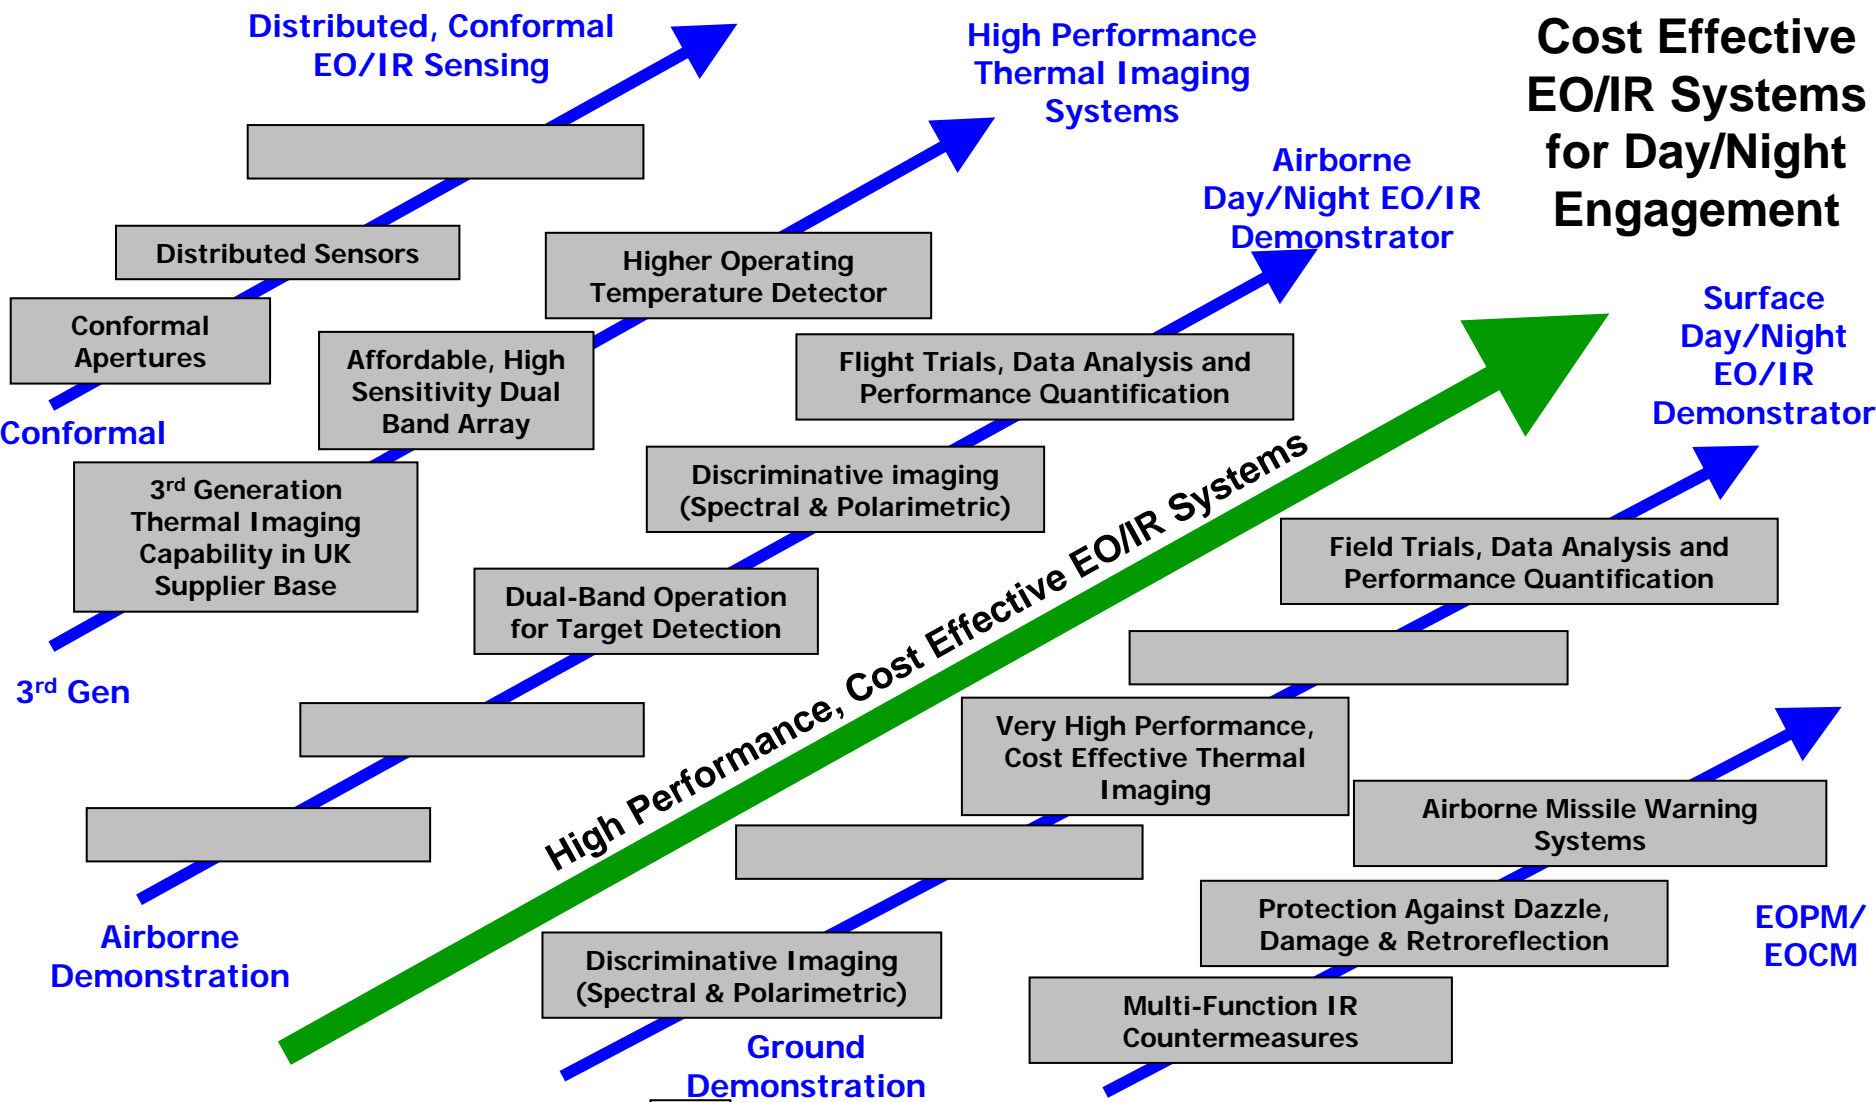 Distributed, Conformal
EO/IR Sensing
High Performance
Thermal Imaging
Systems
Cost Effective
EO/IR Systems
for Day/Night
Engagement
Airborne
Day/Night EO/IR
Demonstrator
Distributed Sensors
Higher Operating
Temperature Detector
Conformal
Apertures
Surface
Day/Night
EO/IR
Demonstrator
Affordable, High
Sensitivity Dual
Band Array
Flight Trials, Data Analysis and
Performance Quantification
Conformal
3rd Generation
Thermal Imaging
Capability in UK
Supplier Base
Discriminative imaging
(Spectral & Polarimetric)
High Performance, Cost Effective EO/IR Systems
Field Trials, Data Analysis and
Performance Quantification
Dual-Band Operation
for Target Detection
3rd Gen
Very High Performance,
Cost Effective Thermal
Imaging
Airborne Missile Warning
Systems
Protection Against Dazzle,
Damage & Retroreflection
EOPM/
EOCM
Airborne
Demonstration
Discriminative Imaging
(Spectral & Polarimetric)
Multi-Function IR
Countermeasures
Ground
Demonstration